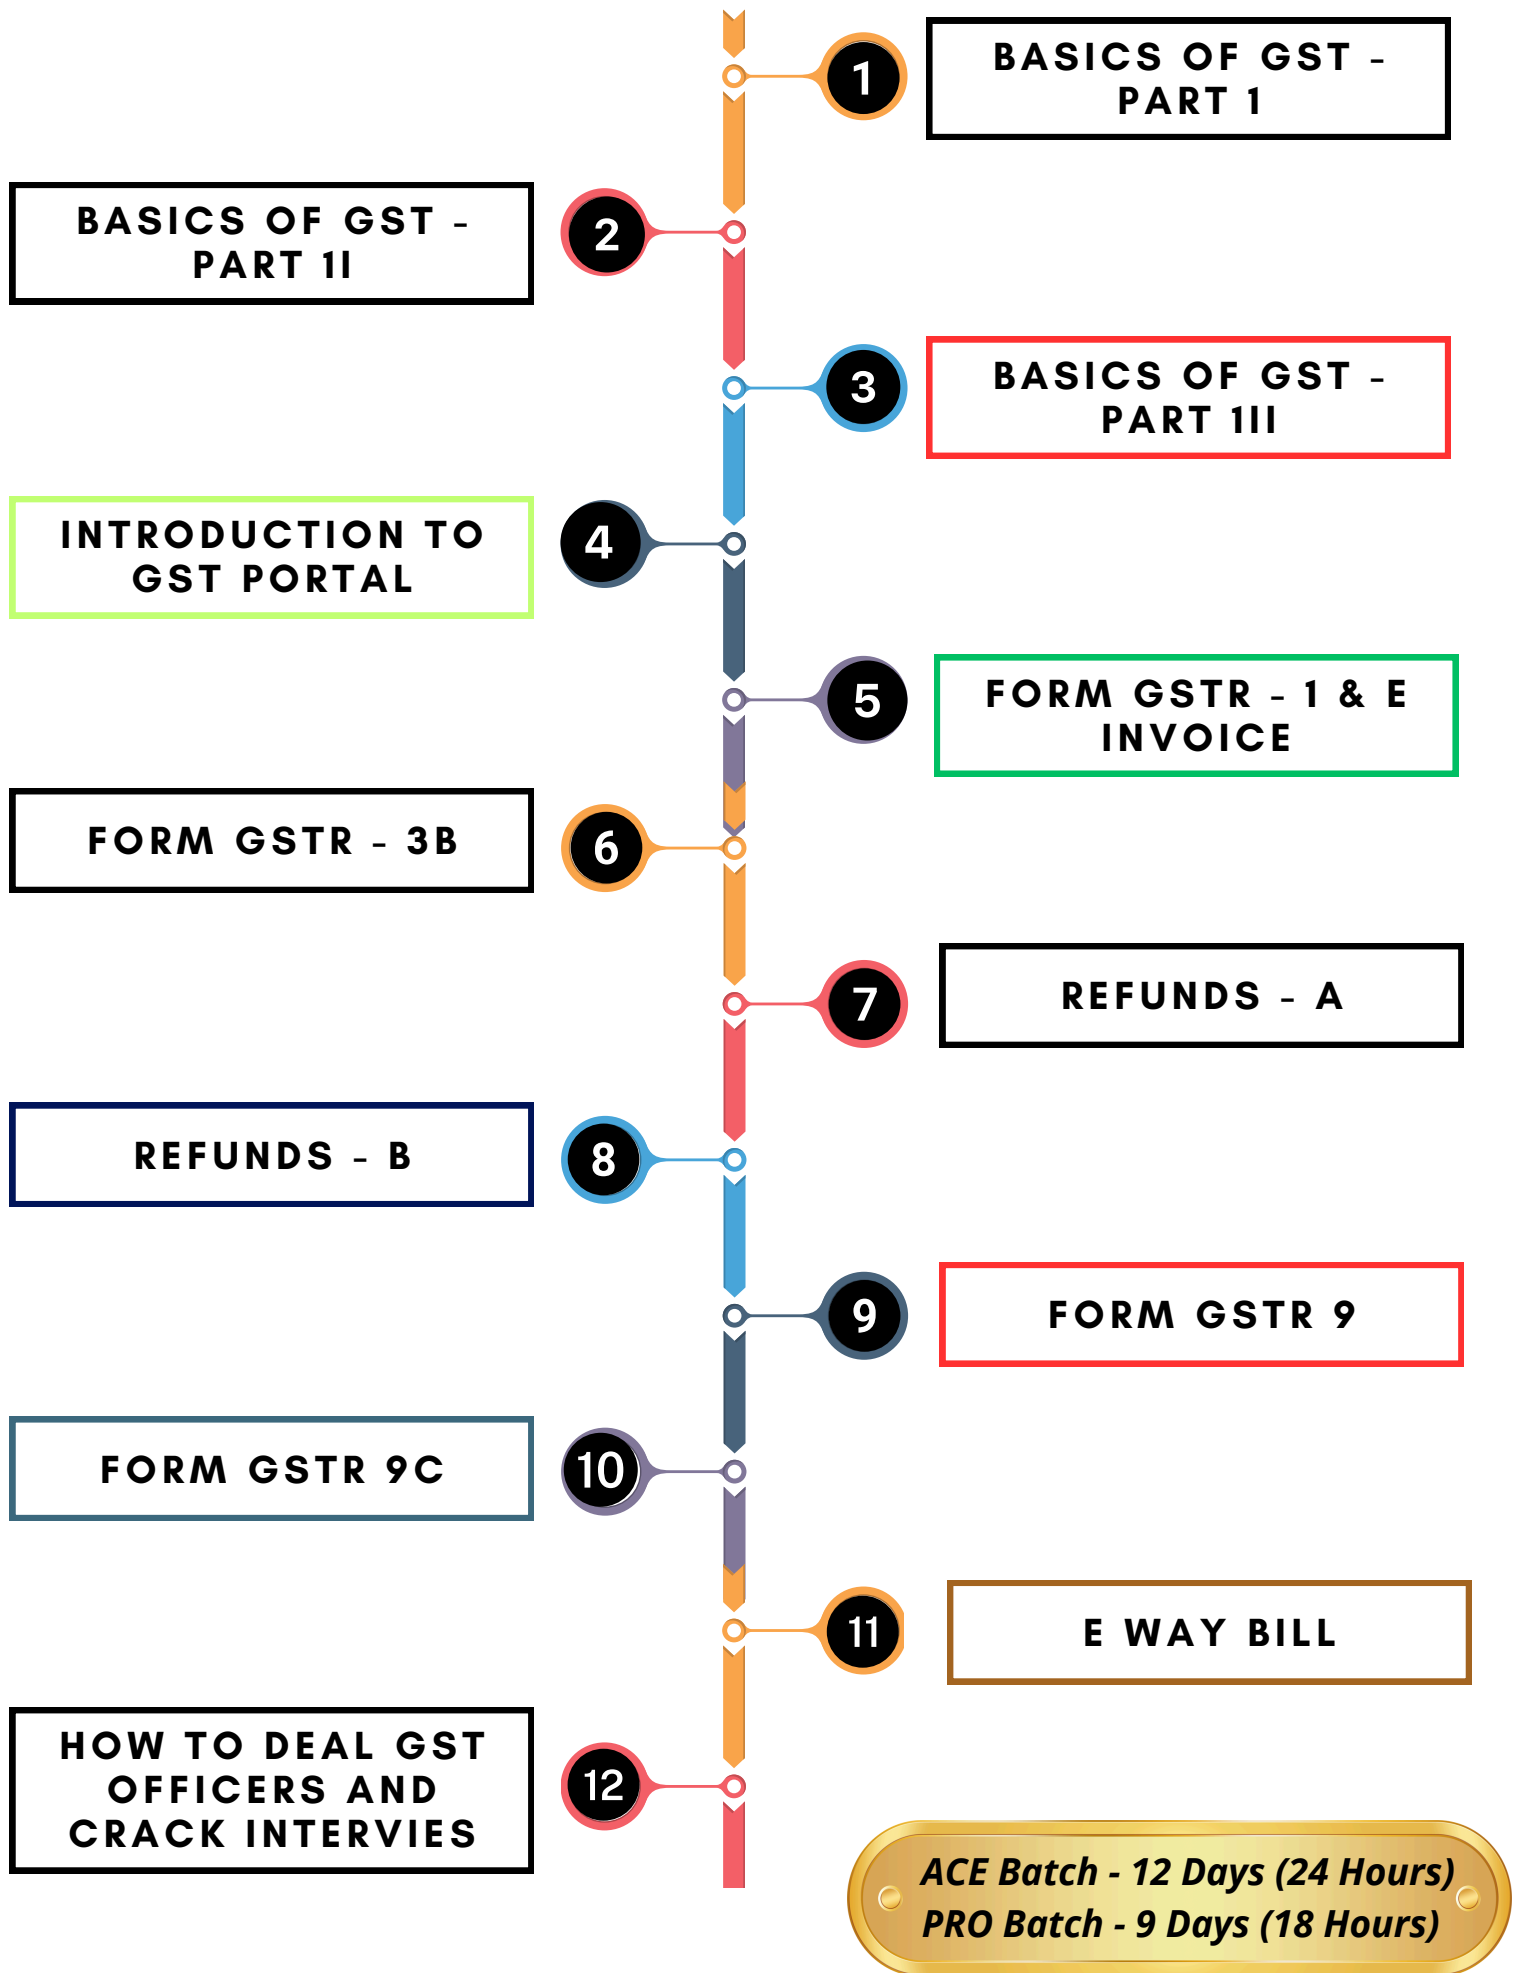 1
BASICS OF GST -
PART 1
BASICS OF GST -
PART 1I
2
3
BASICS OF GST -
PART 1II
INTRODUCTION TO
GST PORTAL
4
5
FORM GSTR - 1 & E
INVOICE
FORM GSTR - 3B
6
7
REFUNDS - A
REFUNDS - B
8
9
FORM GSTR 9
FORM GSTR 9C
10
11
E WAY BILL
HOW TO DEAL GST
OFFICERS AND
CRACK INTERVIES
12
ACE Batch - 12 Days (24 Hours)
PRO Batch - 9 Days (18 Hours)